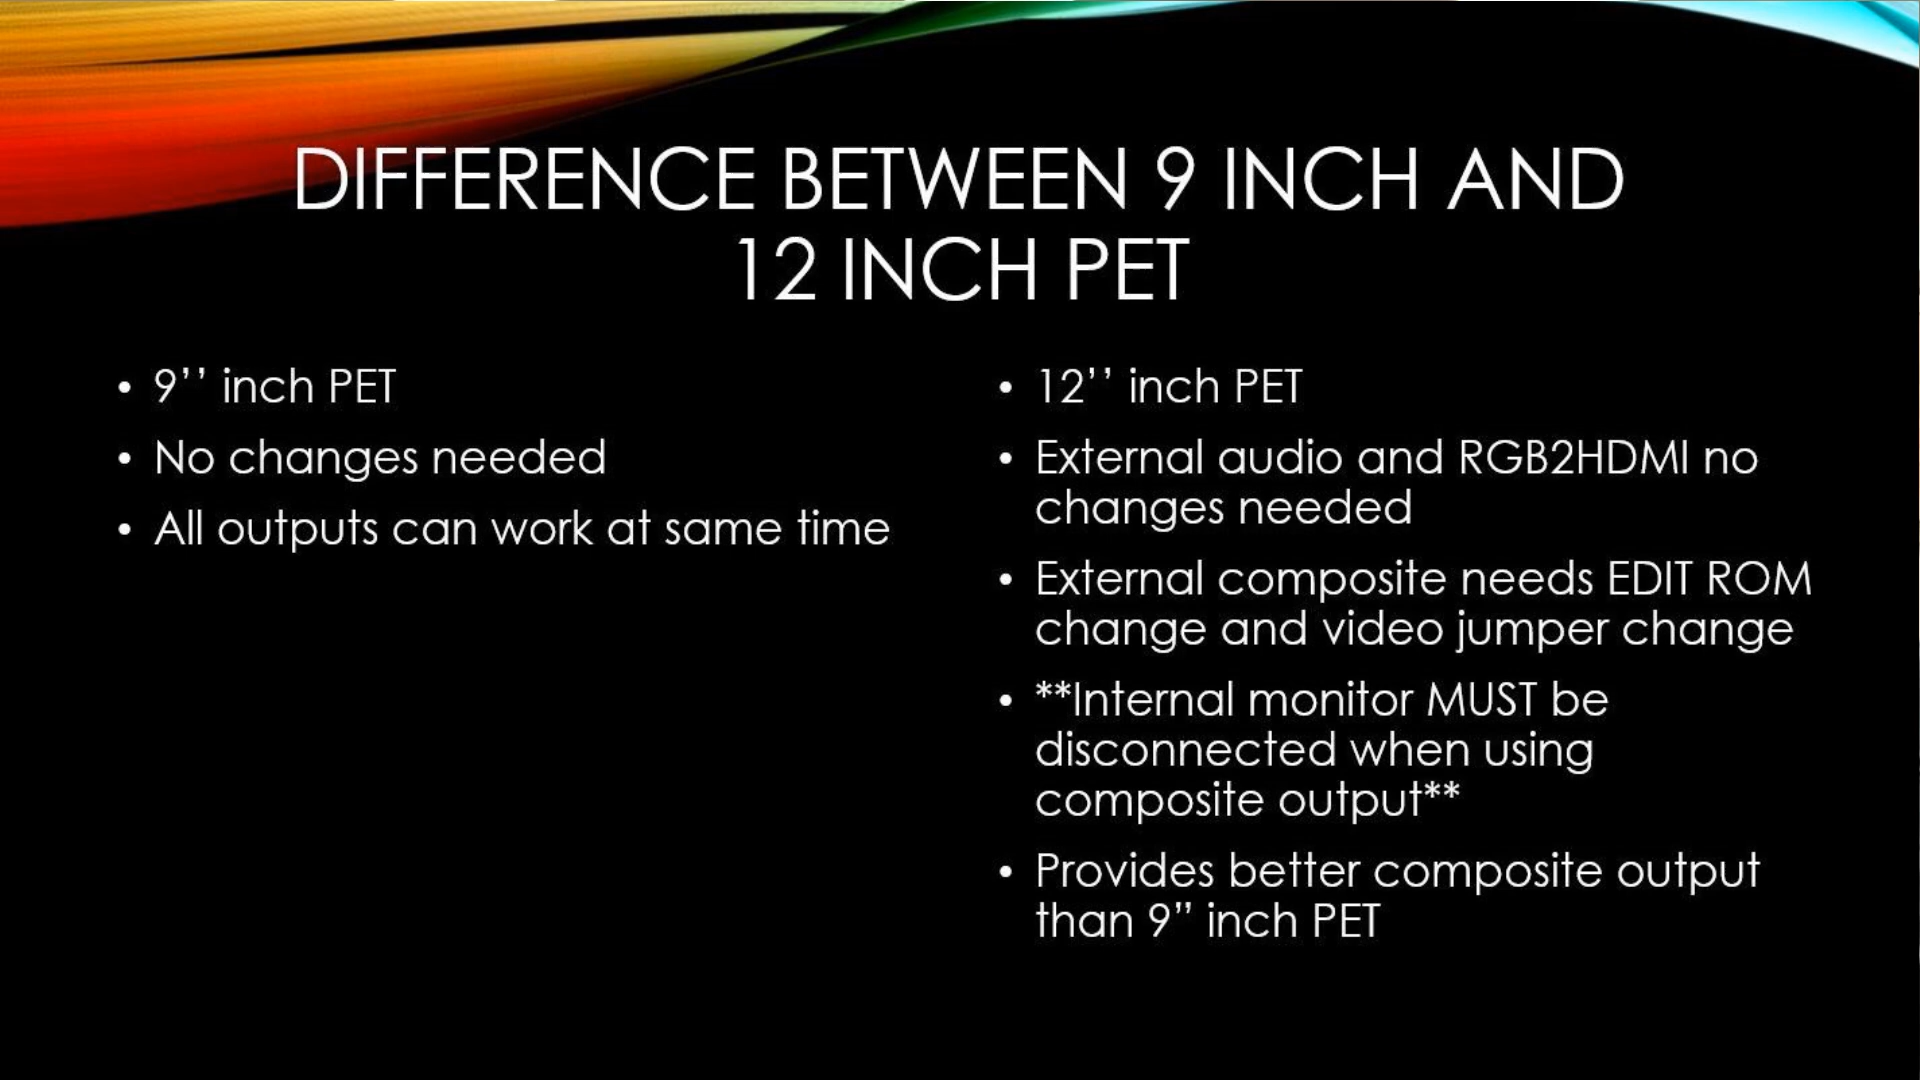 DIFFERENCE BETWEEN 9 INCH AND
12 INCH PET
• 9’’ inch PET
• No changes needed
• All outputs can work at same time
• 12’’ inch PET
• External audio and RGB2HDMI no
changes needed
• External composite needs EDIT ROM
change and video jumper change
• **Internal monitor MUST be
disconnected when using
composite output**
• Provides better composite output
than 9” inch PET